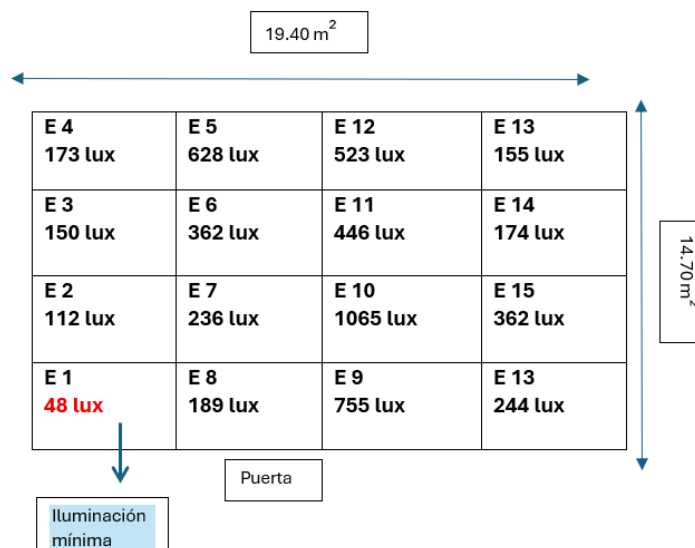 19.40 m²
E 4 E 5 E 12 E 13
173 lux 628 lux 523 lux 155 lux
E 3 E 6 E 11 E 14
150 lux 362 lux 446 lux 174 lux
E 2 E 7 E 10 E 15
112 lux 236 lux 1065 lux 362 lux
E 1 E 8 E 9 E 13
48 lux 189 lux 755 lux 244 lux
14.70 m²
Puerta
Iluminación
mínima